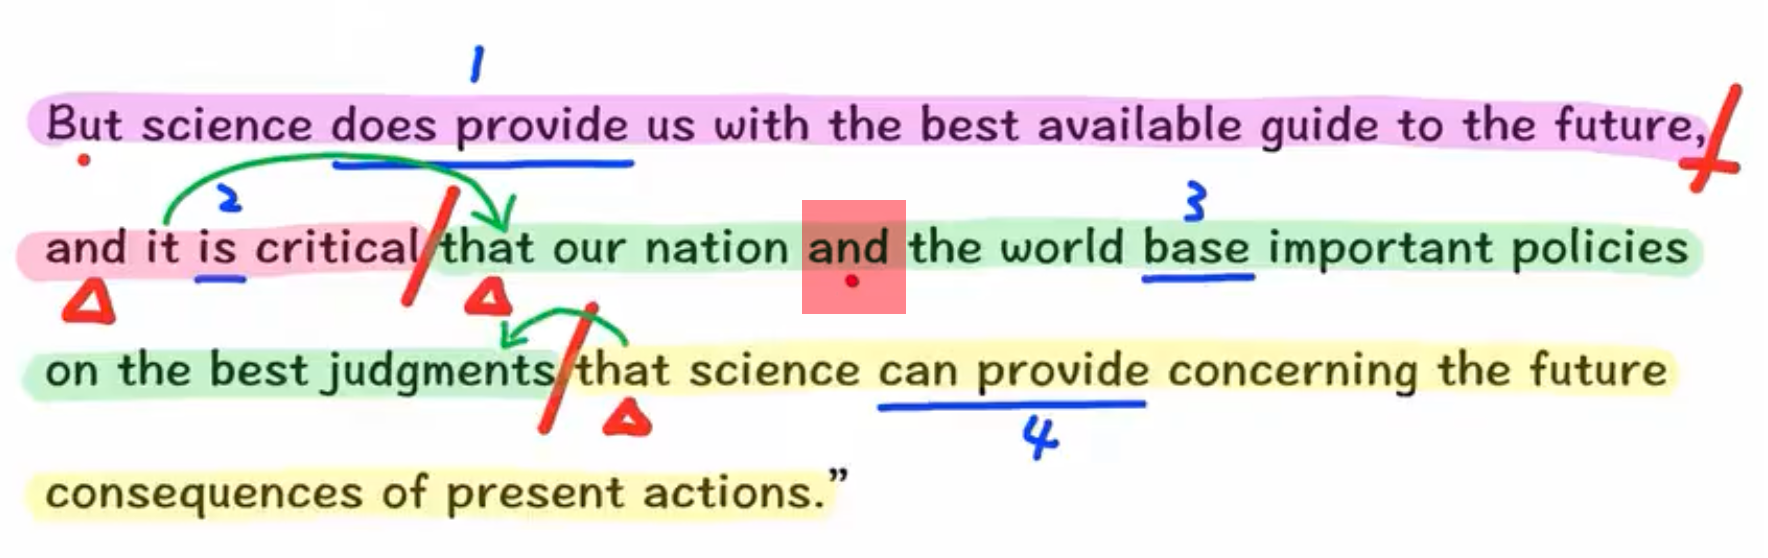 1
But science does provide us with the best available guide to the future,
2 3
and it is critical that our nation and the world base important policies
on the best judgments that science can provide concerning the future
4
consequences of present actions.”